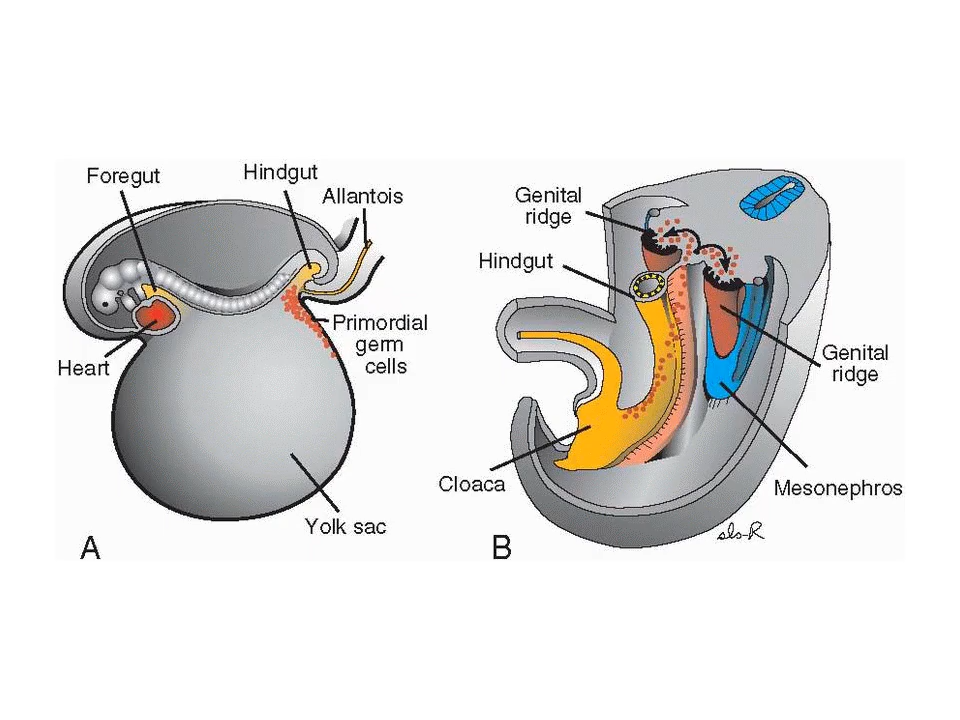 Foregut
Hindgut
Allantois
Primordial
germ
cells
Heart
Yolk sac
A
Genital
ridge
Hindgut
Genital
ridge
Cloaca
Mesonephros
sls-R
B